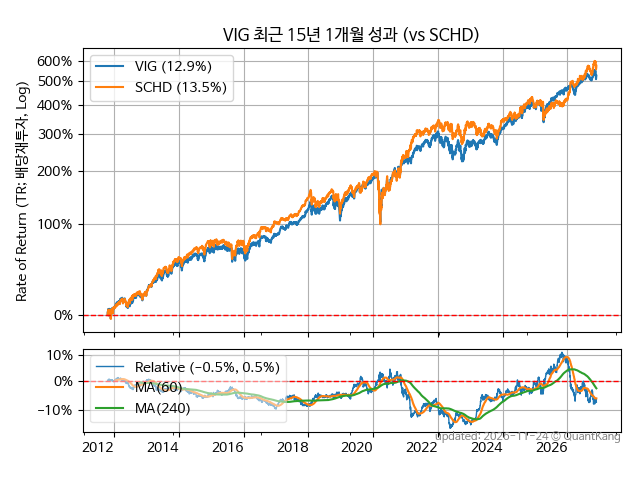 VIG 최근 15년 1개월 성과 (vs SCHD)
Rate of Return (TR: 배당재투자, Log)
600%
500%
400%
300%
200%
100%
0%
VIG (12.9%)
SCHD (13.5%)
10%
0%
−10%
Relative (−0.5%, 0.5%)
MA(60)
MA(240)
2012 2014 2016 2018 2020 2022 2024 2026
updated: 2026-11-24 © QuantKang